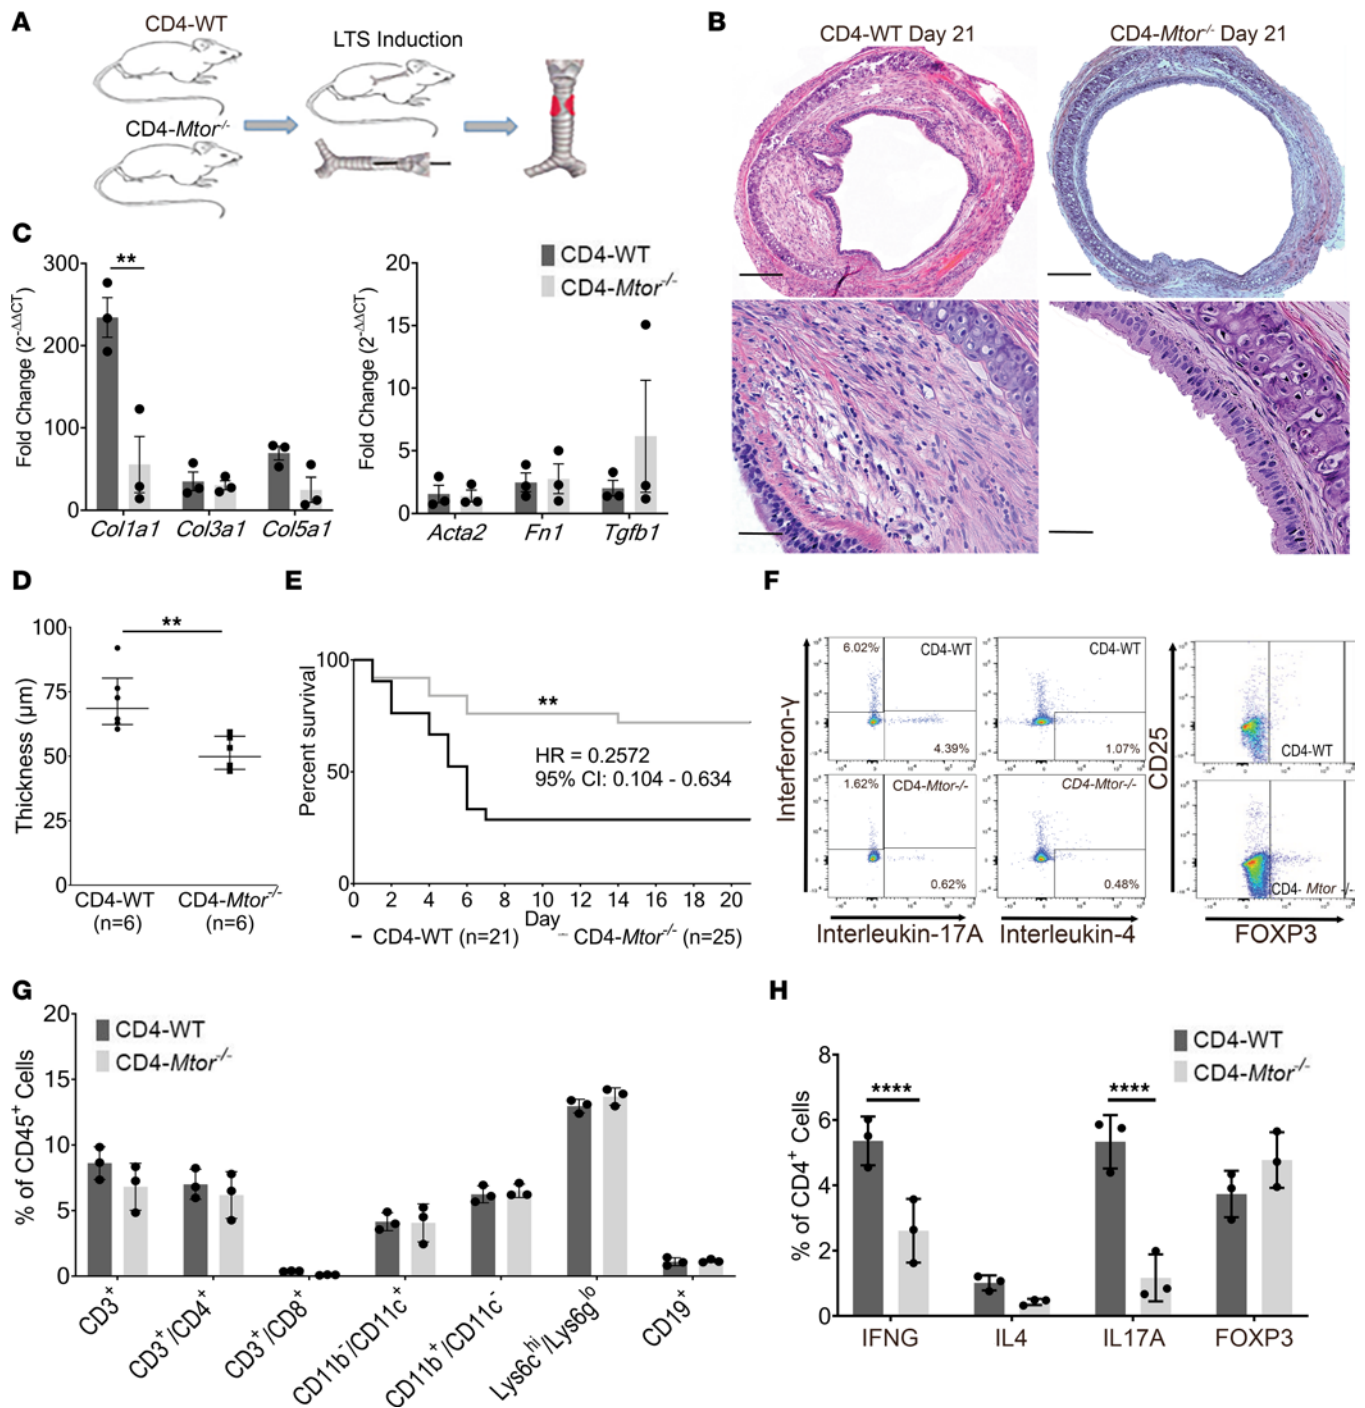 A
CD4-WT
LTS Induction
CD4-Mtor-/-
B
CD4-WT Day 21
CD4-Mtor-/- Day 21
C
CD4-WT
CD4-Mtor-/-
Fold Change (2-ΔΔCT)
300
200
100
0
**
Col1a1 Col3a1 Col5a1
Fold Change (2-ΔΔCT)
20
15
10
5
0
Acta2 Fn1 Tgfb1
D
Thickness (µm)
100
75
50
25
0
**
CD4-WT CD4-Mtor-/-
(n=6) (n=6)
E
Percent survival
100
50
0
**
HR = 0.2572
95% CI: 0.104 - 0.634
0 2 4 6 8 10 12 14 16 18 20
Day
CD4-WT (n=21) CD4-Mtor-/- (n=25)
F
Interferon-γ
6.02% CD4-WT
4.39%
CD4-WT
1.07%
1.62% CD4-Mtor-/-
0.62%
CD4-Mtor-/-
0.48%
CD25
CD4-WT
CD4- Mtor -/-
Interleukin-17A Interleukin-4 FOXP3
G
CD4-WT
CD4-Mtor-/-
% of CD45+ Cells
20
15
10
5
0
CD3+
CD3+/CD4+
CD3+/CD8+
CD11b-/CD11c+
CD11b+/CD11c-
Lys6chi/Lys6glo
CD19+
H
CD4-WT
CD4-Mtor-/-
% of CD4+ Cells
8
6
4
2
0
**** ****
IFNG IL4 IL17A FOXP3